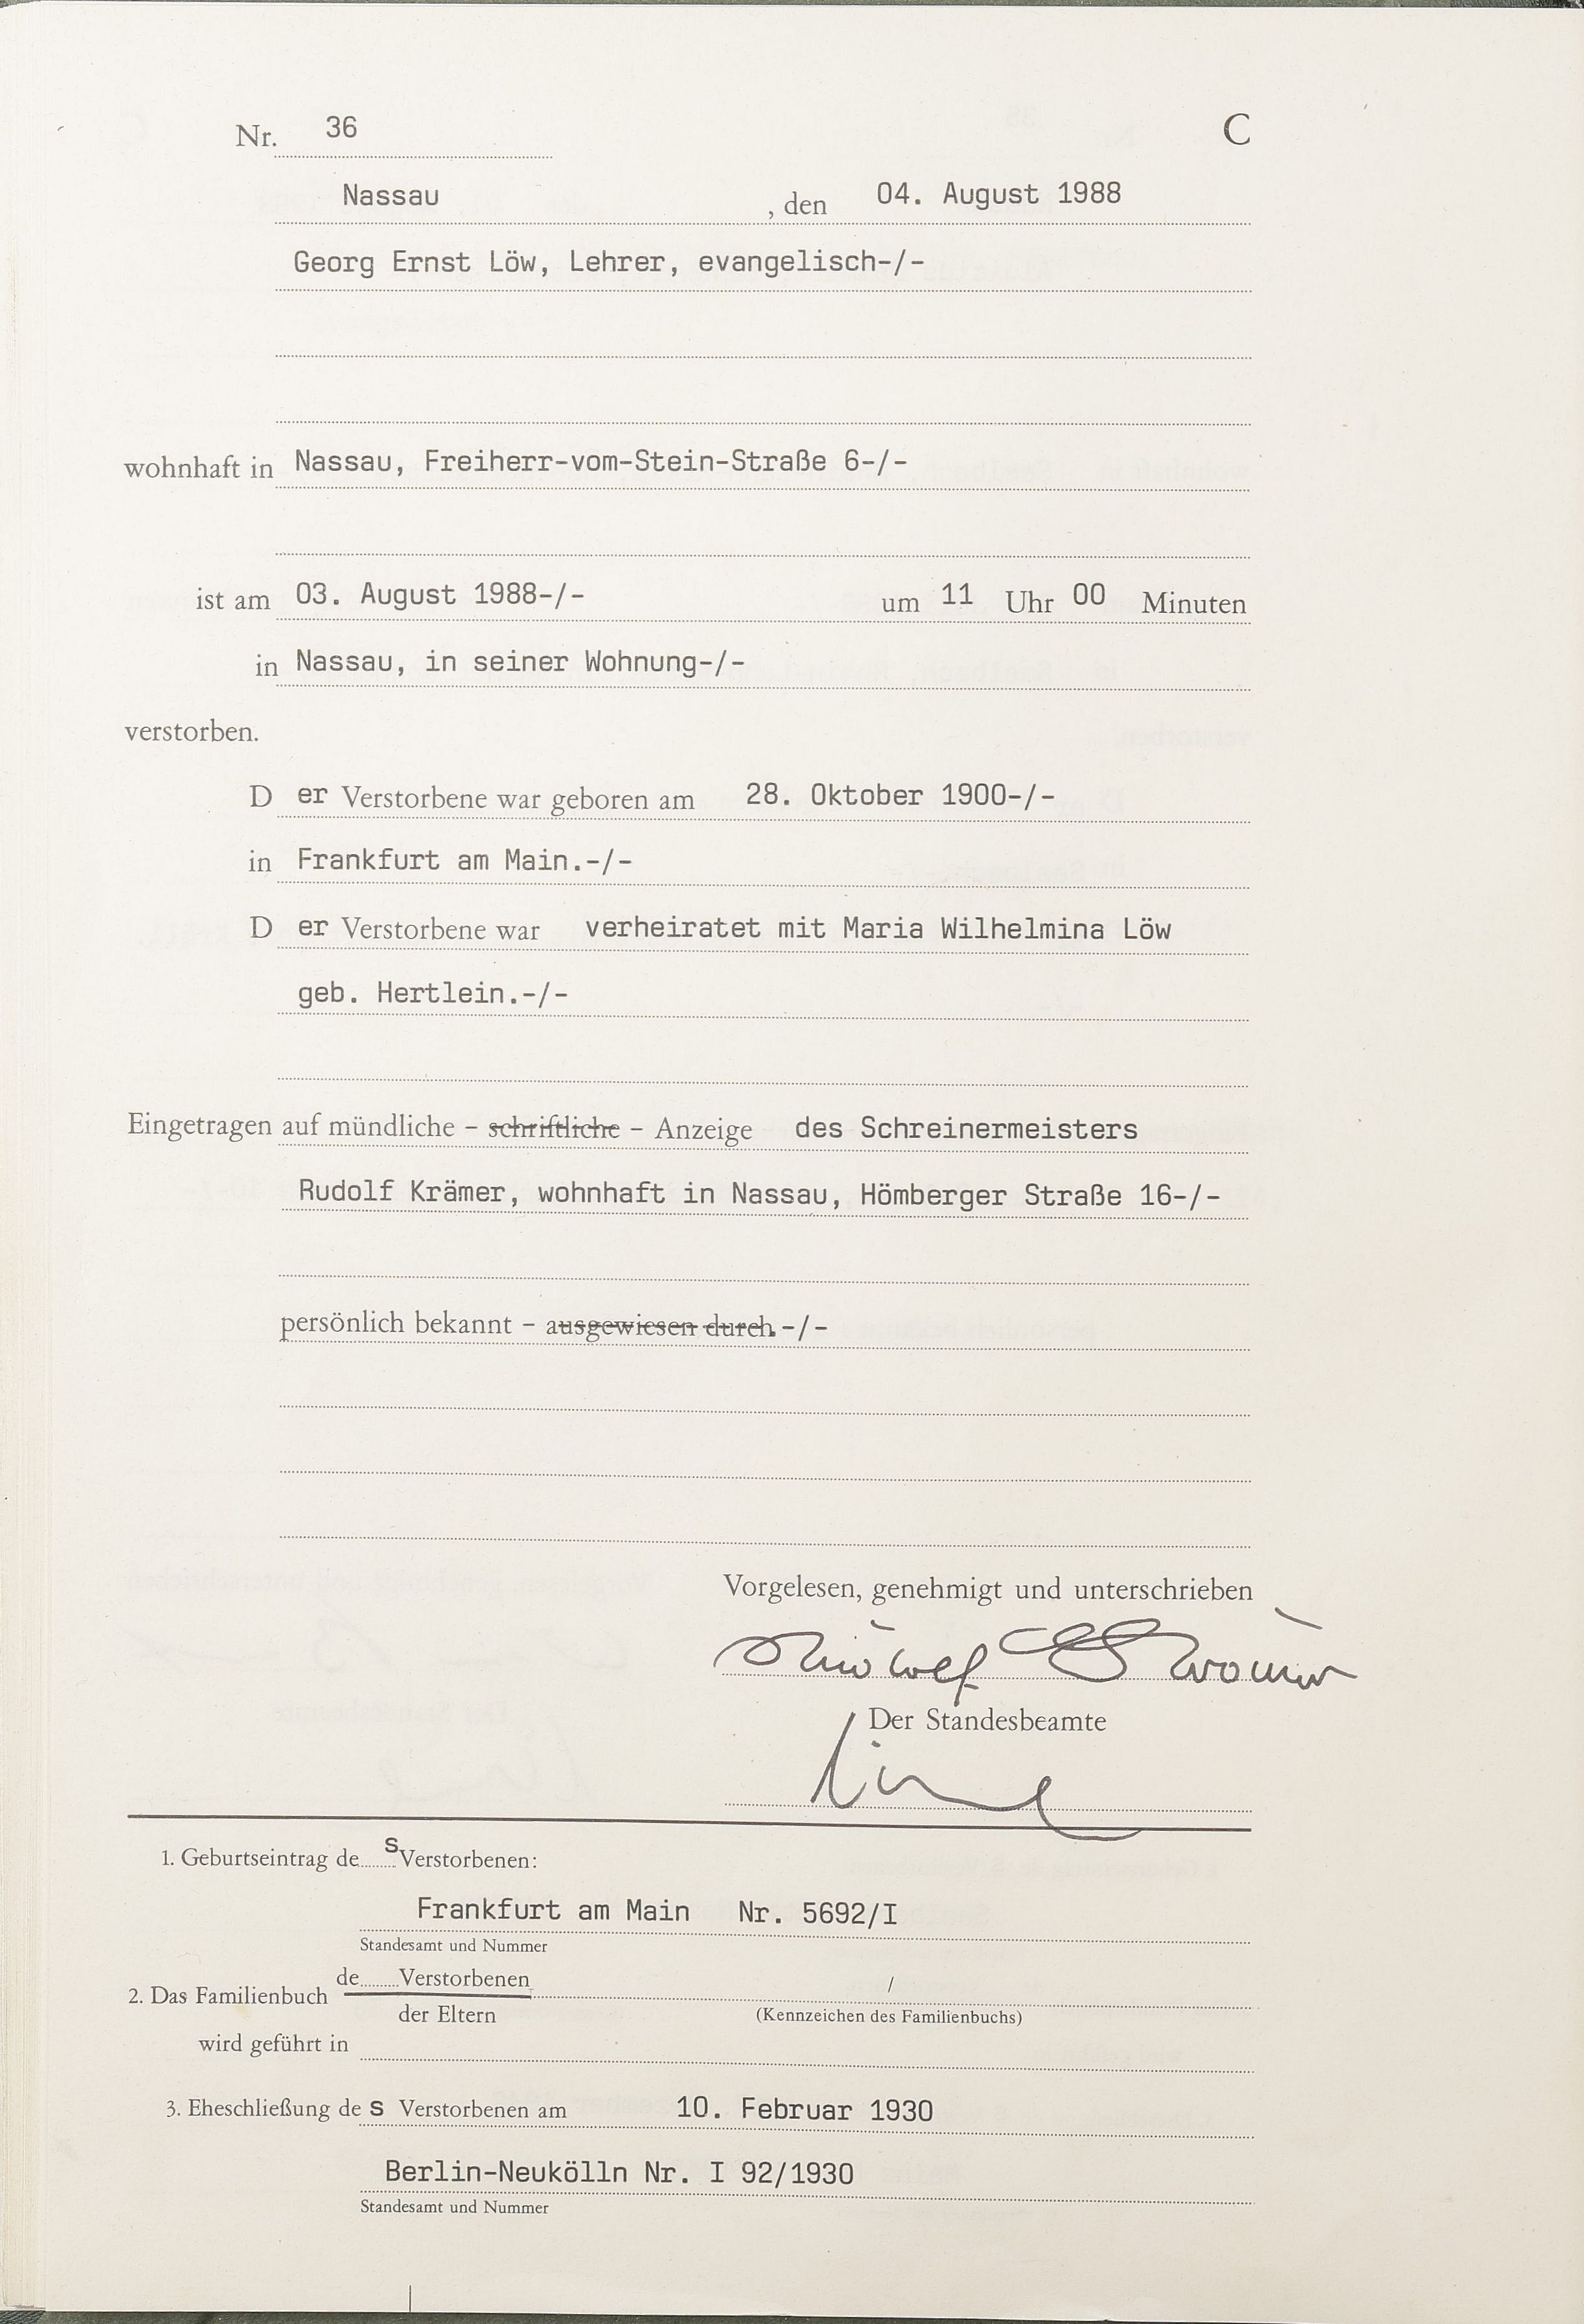 Nr. 36 C
Nassau , den 04. August 1988
Georg Ernst Löw, Lehrer, evangelisch-/-
wohnhaft in Nassau, Freiherr-vom-Stein-Straße 6-/-
ist am 03. August 1988-/- um 11 Uhr 00 Minuten
in Nassau, in seiner Wohnung-/-
verstorben.
D er Verstorbene war geboren am 28. Oktober 1900-/-
in Frankfurt am Main.-/-
D er Verstorbene war verheiratet mit Maria Wilhelmina Löw
geb. Hertlein.-/-
Eingetragen auf mündliche – schriftliche – Anzeige des Schreinermeisters
Rudolf Krämer, wohnhaft in Nassau, Hömberger Straße 16-/-
persönlich bekannt – ausgewiesen durch.-/-
Vorgelesen, genehmigt und unterschrieben
Rudolf Krämer
Der Standesbeamte
1. Geburtseintrag de s Verstorbenen:
Frankfurt am Main Nr. 5692/I
Standesamt und Nummer
de Verstorbenen /
2. Das Familienbuch
der Eltern (Kennzeichen des Familienbuchs)
wird geführt in
3. Eheschließung de s Verstorbenen am 10. Februar 1930
Berlin-Neukölln Nr. I 92/1930
Standesamt und Nummer